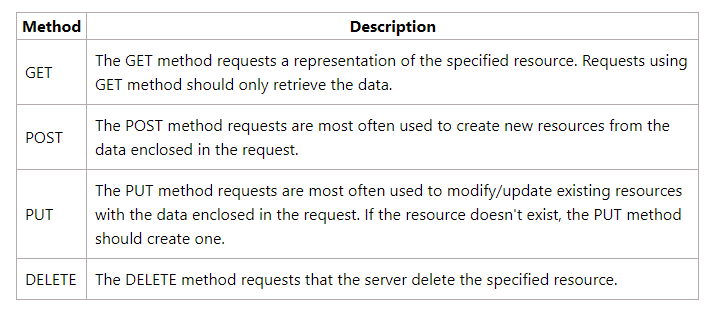 Method Description
GET The GET method requests a representation of the specified resource. Requests using
GET method should only retrieve the data.
POST The POST method requests are most often used to create new resources from the
data enclosed in the request.
PUT The PUT method requests are most often used to modify/update existing resources
with the data enclosed in the request. If the resource doesn't exist, the PUT method
should create one.
DELETE The DELETE method requests that the server delete the specified resource.